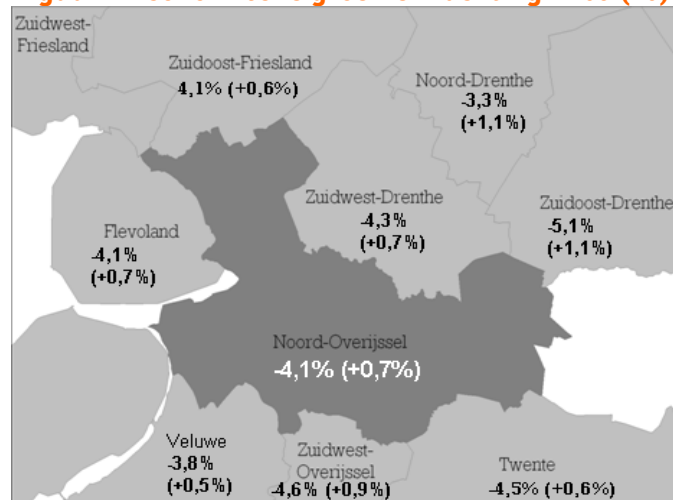 Zuidwest-
Friesland
Zuidoost-Friesland
4,1% (+0,6%)
Noord-Drenthe
-3,3%
(+1,1%)
Zuidwest-Drenthe
-4,3%
(+0,7%)
Zuidoost-Drenthe
-5,1%
(+1,1%)
Flevoland
-4,1%
(+0,7%)
Noord-Overijssel
-4,1% (+0,7%)
Veluwe
-3,8%
(+0,5%)
Zuidwest-
Overijssel
-4,6% (+0,9%)
Twente
-4,5% (+0,6%)